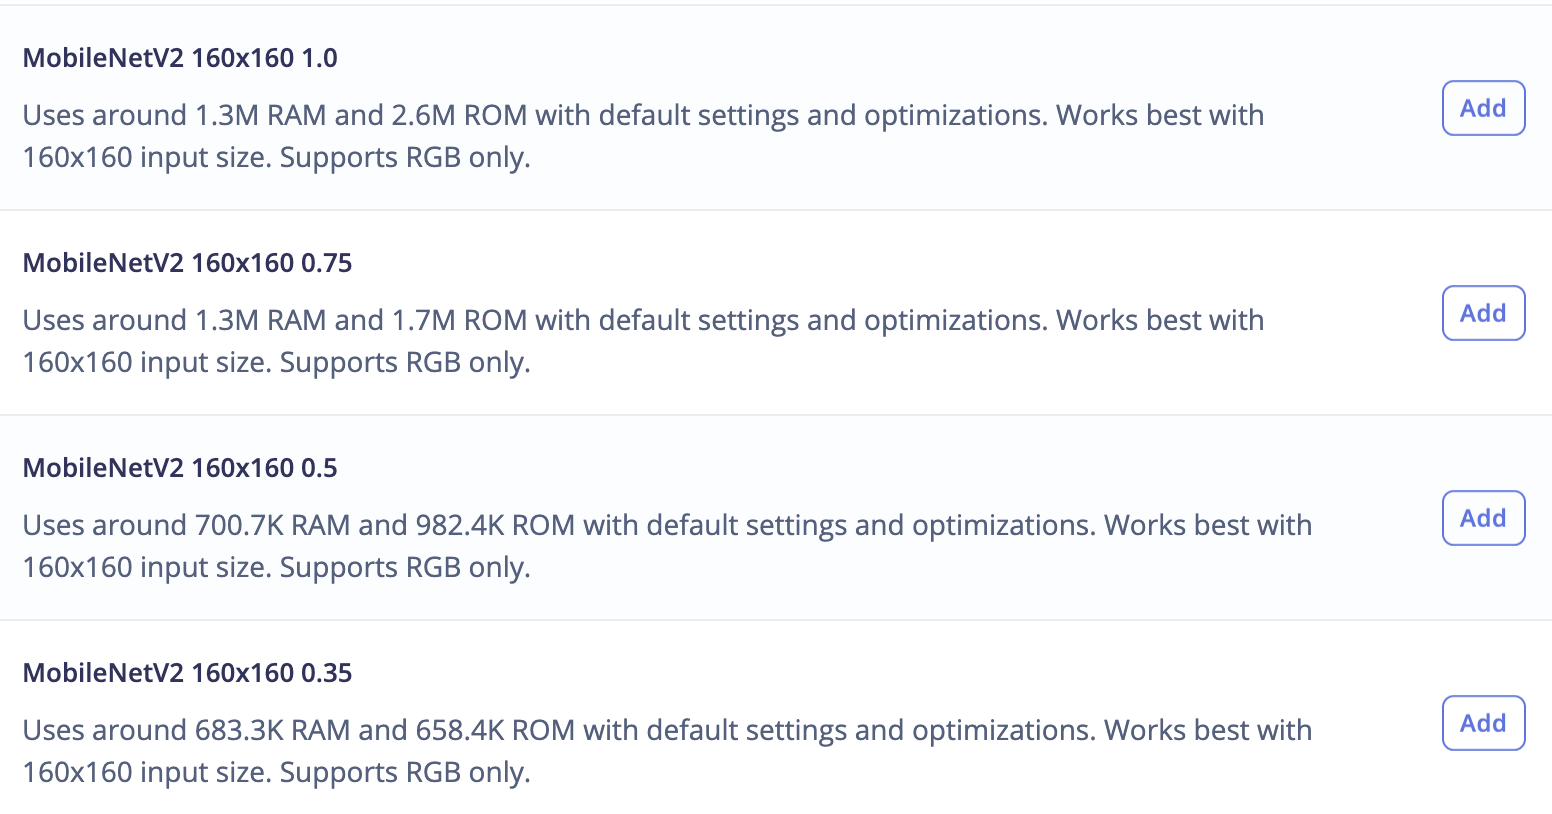 MobileNetV2 160x160 1.0
Uses around 1.3M RAM and 2.6M ROM with default settings and optimizations. Works best with
160x160 input size. Supports RGB only.
Add
MobileNetV2 160x160 0.75
Uses around 1.3M RAM and 1.7M ROM with default settings and optimizations. Works best with
160x160 input size. Supports RGB only.
Add
MobileNetV2 160x160 0.5
Uses around 700.7K RAM and 982.4K ROM with default settings and optimizations. Works best with
160x160 input size. Supports RGB only.
Add
MobileNetV2 160x160 0.35
Uses around 683.3K RAM and 658.4K ROM with default settings and optimizations. Works best with
160x160 input size. Supports RGB only.
Add